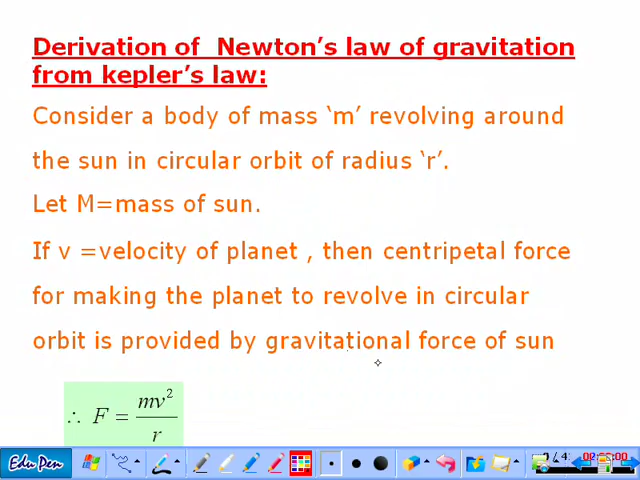 Derivation of  Newton's law of gravitation
from kepler's law:
Consider a body of mass ‘m’ revolving around
the sun in circular orbit of radius ‘r’.
Let M=mass of sun.
If v =velocity of planet , then centripetal force
for making the planet to revolve in circular
orbit is provided by gravitational force of sun
∴ F = mv²/r
Edu Pen